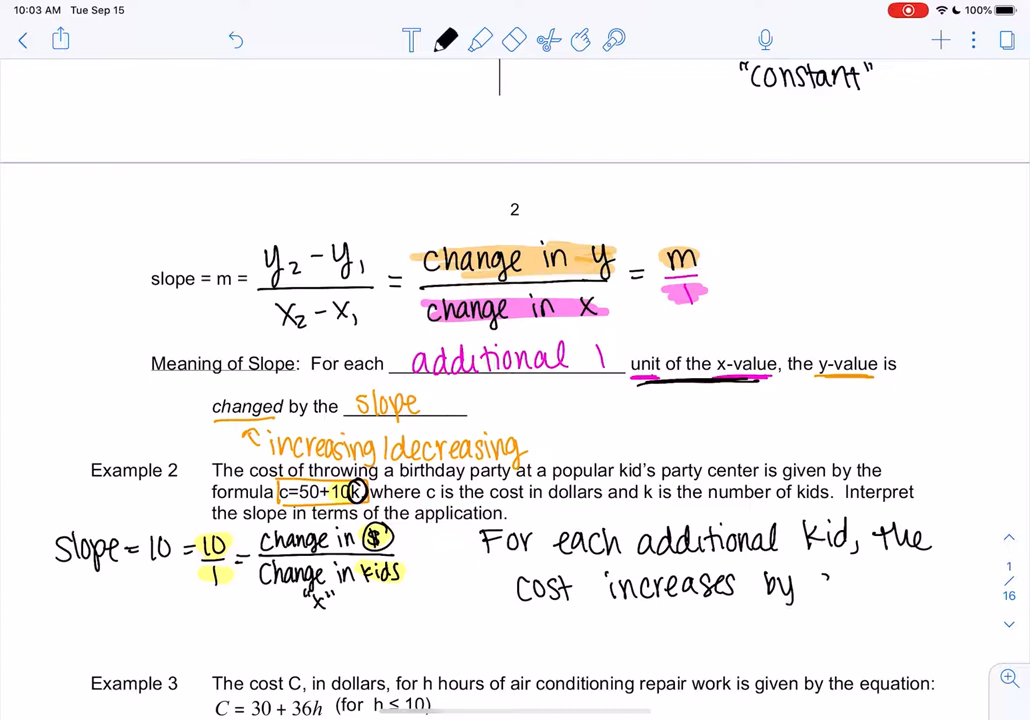 10:03 AM Tue Sep 15
100%
T
"constant"
2
slope = m = y₂ - y₁ / x₂ - x₁ = change in y / change in x = m / 1
Meaning of Slope: For each additional 1 unit of the x-value, the y-value is
changed by the slope
increasing/decreasing
Example 2 The cost of throwing a birthday party at a popular kid's party center is given by the
formula c=50+10k where c is the cost in dollars and k is the number of kids. Interpret
the slope in terms of the application.
Slope = 10 = 10 / 1 = change in $ / Change in kids
"x"
For each additional kid, the
cost increases by
1
16
Example 3 The cost C, in dollars, for h hours of air conditioning repair work is given by the equation:
C = 30 + 36h (for h ≤ 10)